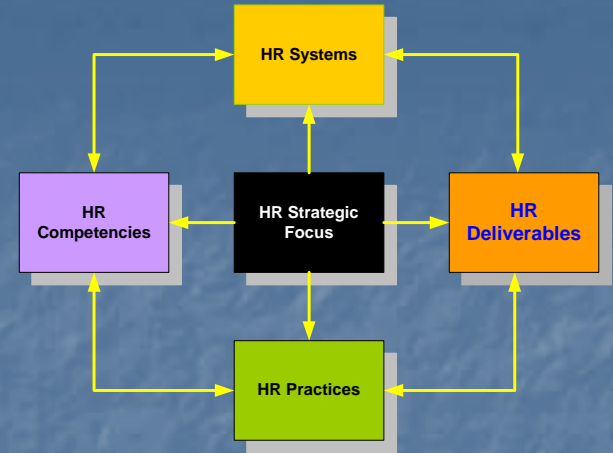 HR Systems
HR
Competencies
HR Strategic
Focus
HR
Deliverables
HR Practices